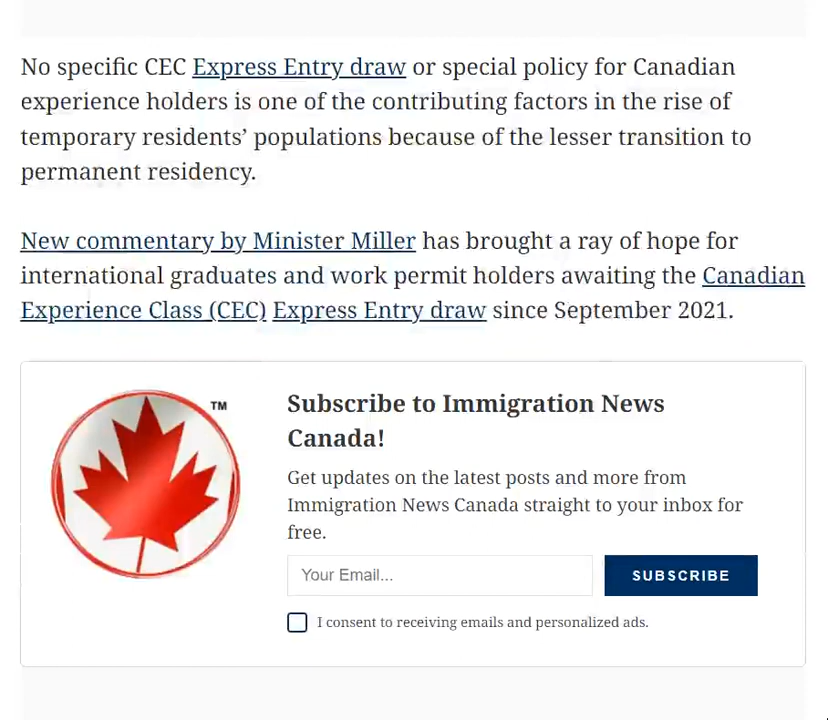 No specific CEC Express Entry draw or special policy for Canadian
experience holders is one of the contributing factors in the rise of
temporary residents’ populations because of the lesser transition to
permanent residency.
New commentary by Minister Miller has brought a ray of hope for
international graduates and work permit holders awaiting the Canadian
Experience Class (CEC) Express Entry draw since September 2021.
TM
Subscribe to Immigration News
Canada!
Get updates on the latest posts and more from
Immigration News Canada straight to your inbox for
free.
Your Email...
SUBSCRIBE
I consent to receiving emails and personalized ads.